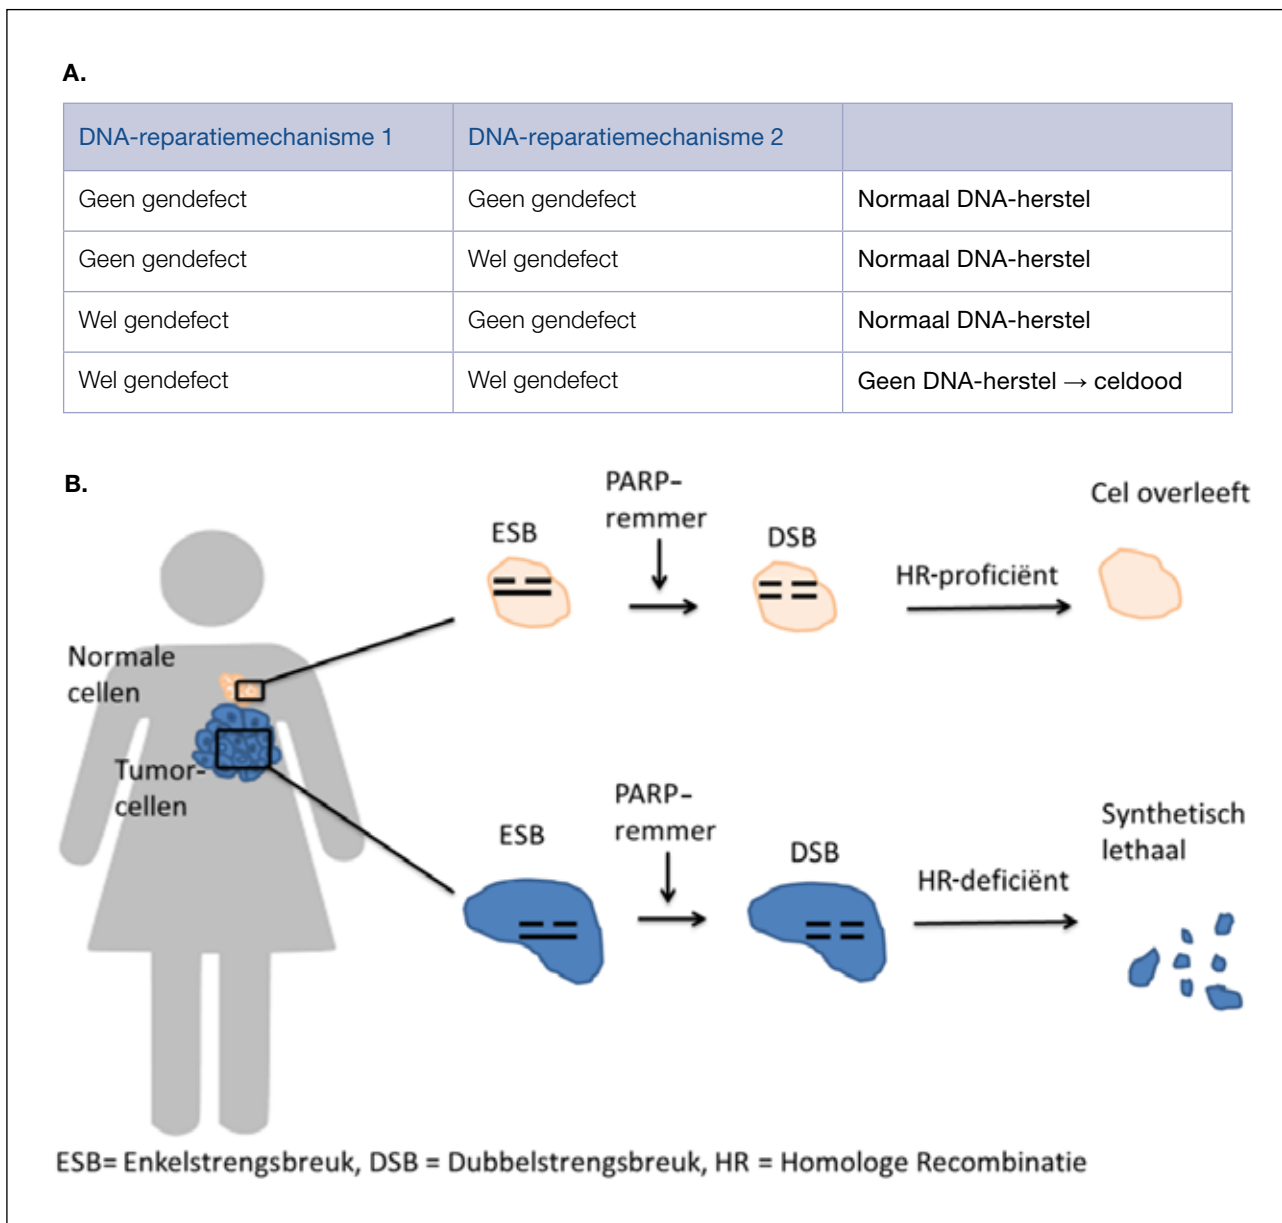 A.
DNA-reparatiemechanisme 1 DNA-reparatiemechanisme 2
Geen gendefect Geen gendefect Normaal DNA-herstel
Geen gendefect Wel gendefect Normaal DNA-herstel
Wel gendefect Geen gendefect Normaal DNA-herstel
Wel gendefect Wel gendefect Geen DNA-herstel → celdood
B.
Normale
cellen
Tumor-
cellen
ESB
PARP-
remmer
DSB
HR-proficiënt
Cel overleeft
ESB
PARP-
remmer
DSB
HR-deficiënt
Synthetisch
lethaal
ESB= Enkelstrengsbreuk, DSB = Dubbelstrengsbreuk, HR = Homologe Recombinatie